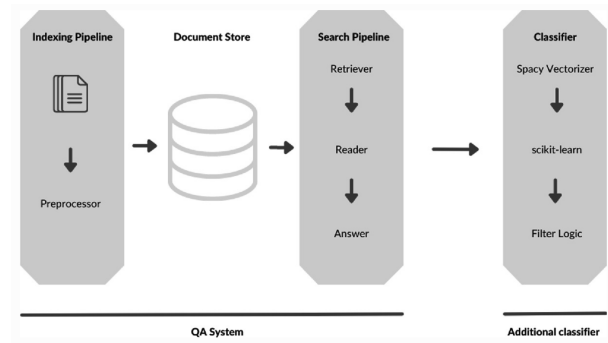 Indexing Pipeline
Preprocessor
Document Store
Search Pipeline
Retriever
Reader
Answer
Classifier
Spacy Vectorizer
scikit-learn
Filter Logic
QA System
Additional classifier